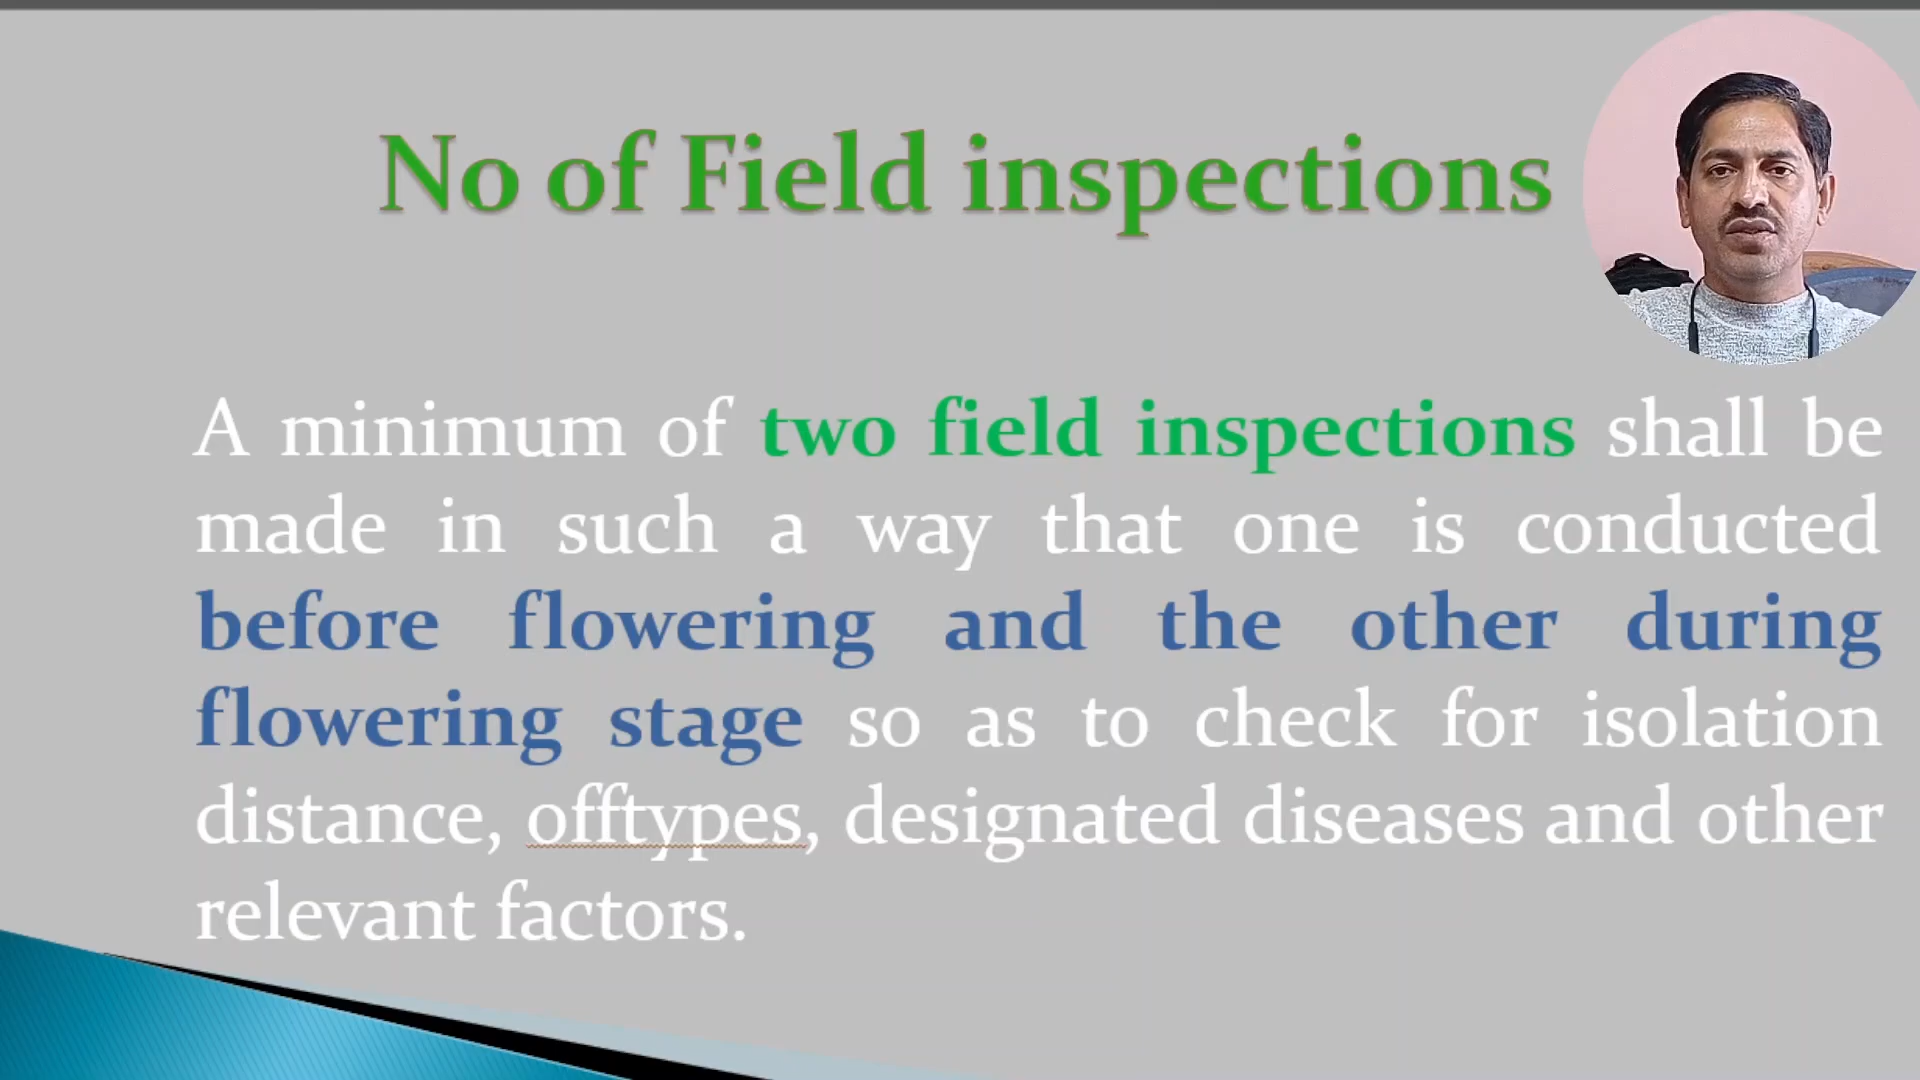 No of Field inspections
A minimum of two field inspections shall be
made in such a way that one is conducted
before flowering and the other during
flowering stage so as to check for isolation
distance, offtypes, designated diseases and other
relevant factors.